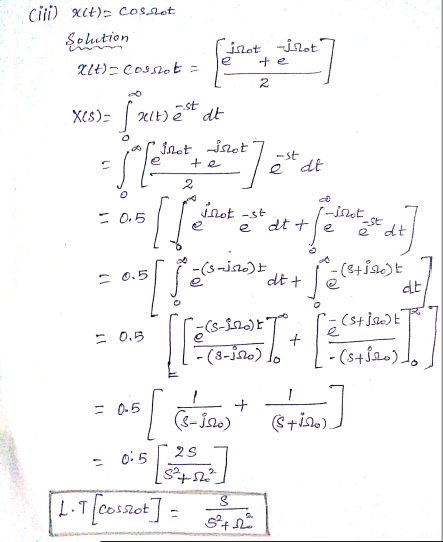 (iii) x(t) = cosΩ₀t
Solution
x(t) = cosΩ₀t = [ (e^{jΩ₀t} + e^{-jΩ₀t}) / 2 ]
X(s) = ∫₀^∞ x(t) e^{-st} dt
= ∫₀^∞ [ (e^{jΩ₀t} + e^{-jΩ₀t}) / 2 ] e^{-st} dt
= 0.5 [ ∫₀^∞ e^{jΩ₀t} e^{-st} dt + ∫₀^∞ e^{-jΩ₀t} e^{-st} dt ]
= 0.5 [ ∫₀^∞ e^{-(s-jΩ₀)t} dt + ∫₀^∞ e^{-(s+jΩ₀)t} dt ]
= 0.5 [ [ e^{-(s-jΩ₀)t} / -(s-jΩ₀) ]₀^∞ + [ e^{-(s+jΩ₀)t} / -(s+jΩ₀) ]₀^∞ ]
= 0.5 [ 1 / (s-jΩ₀) + 1 / (s+jΩ₀) ]
= 0.5 [ 2s / (s²+Ω₀²) ]
L.T [cosΩ₀t] = s / (s²+Ω₀²)